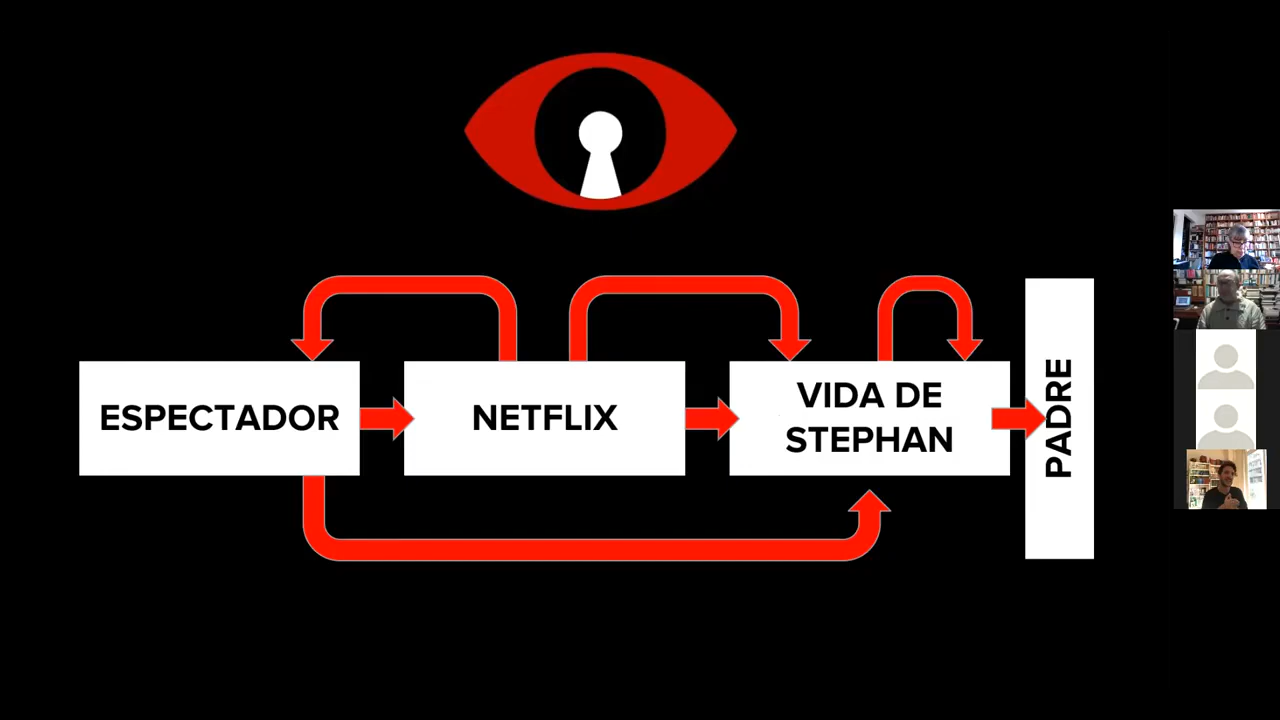 ESPECTADOR
NETFLIX
VIDA DE
STEPHAN
PADRE